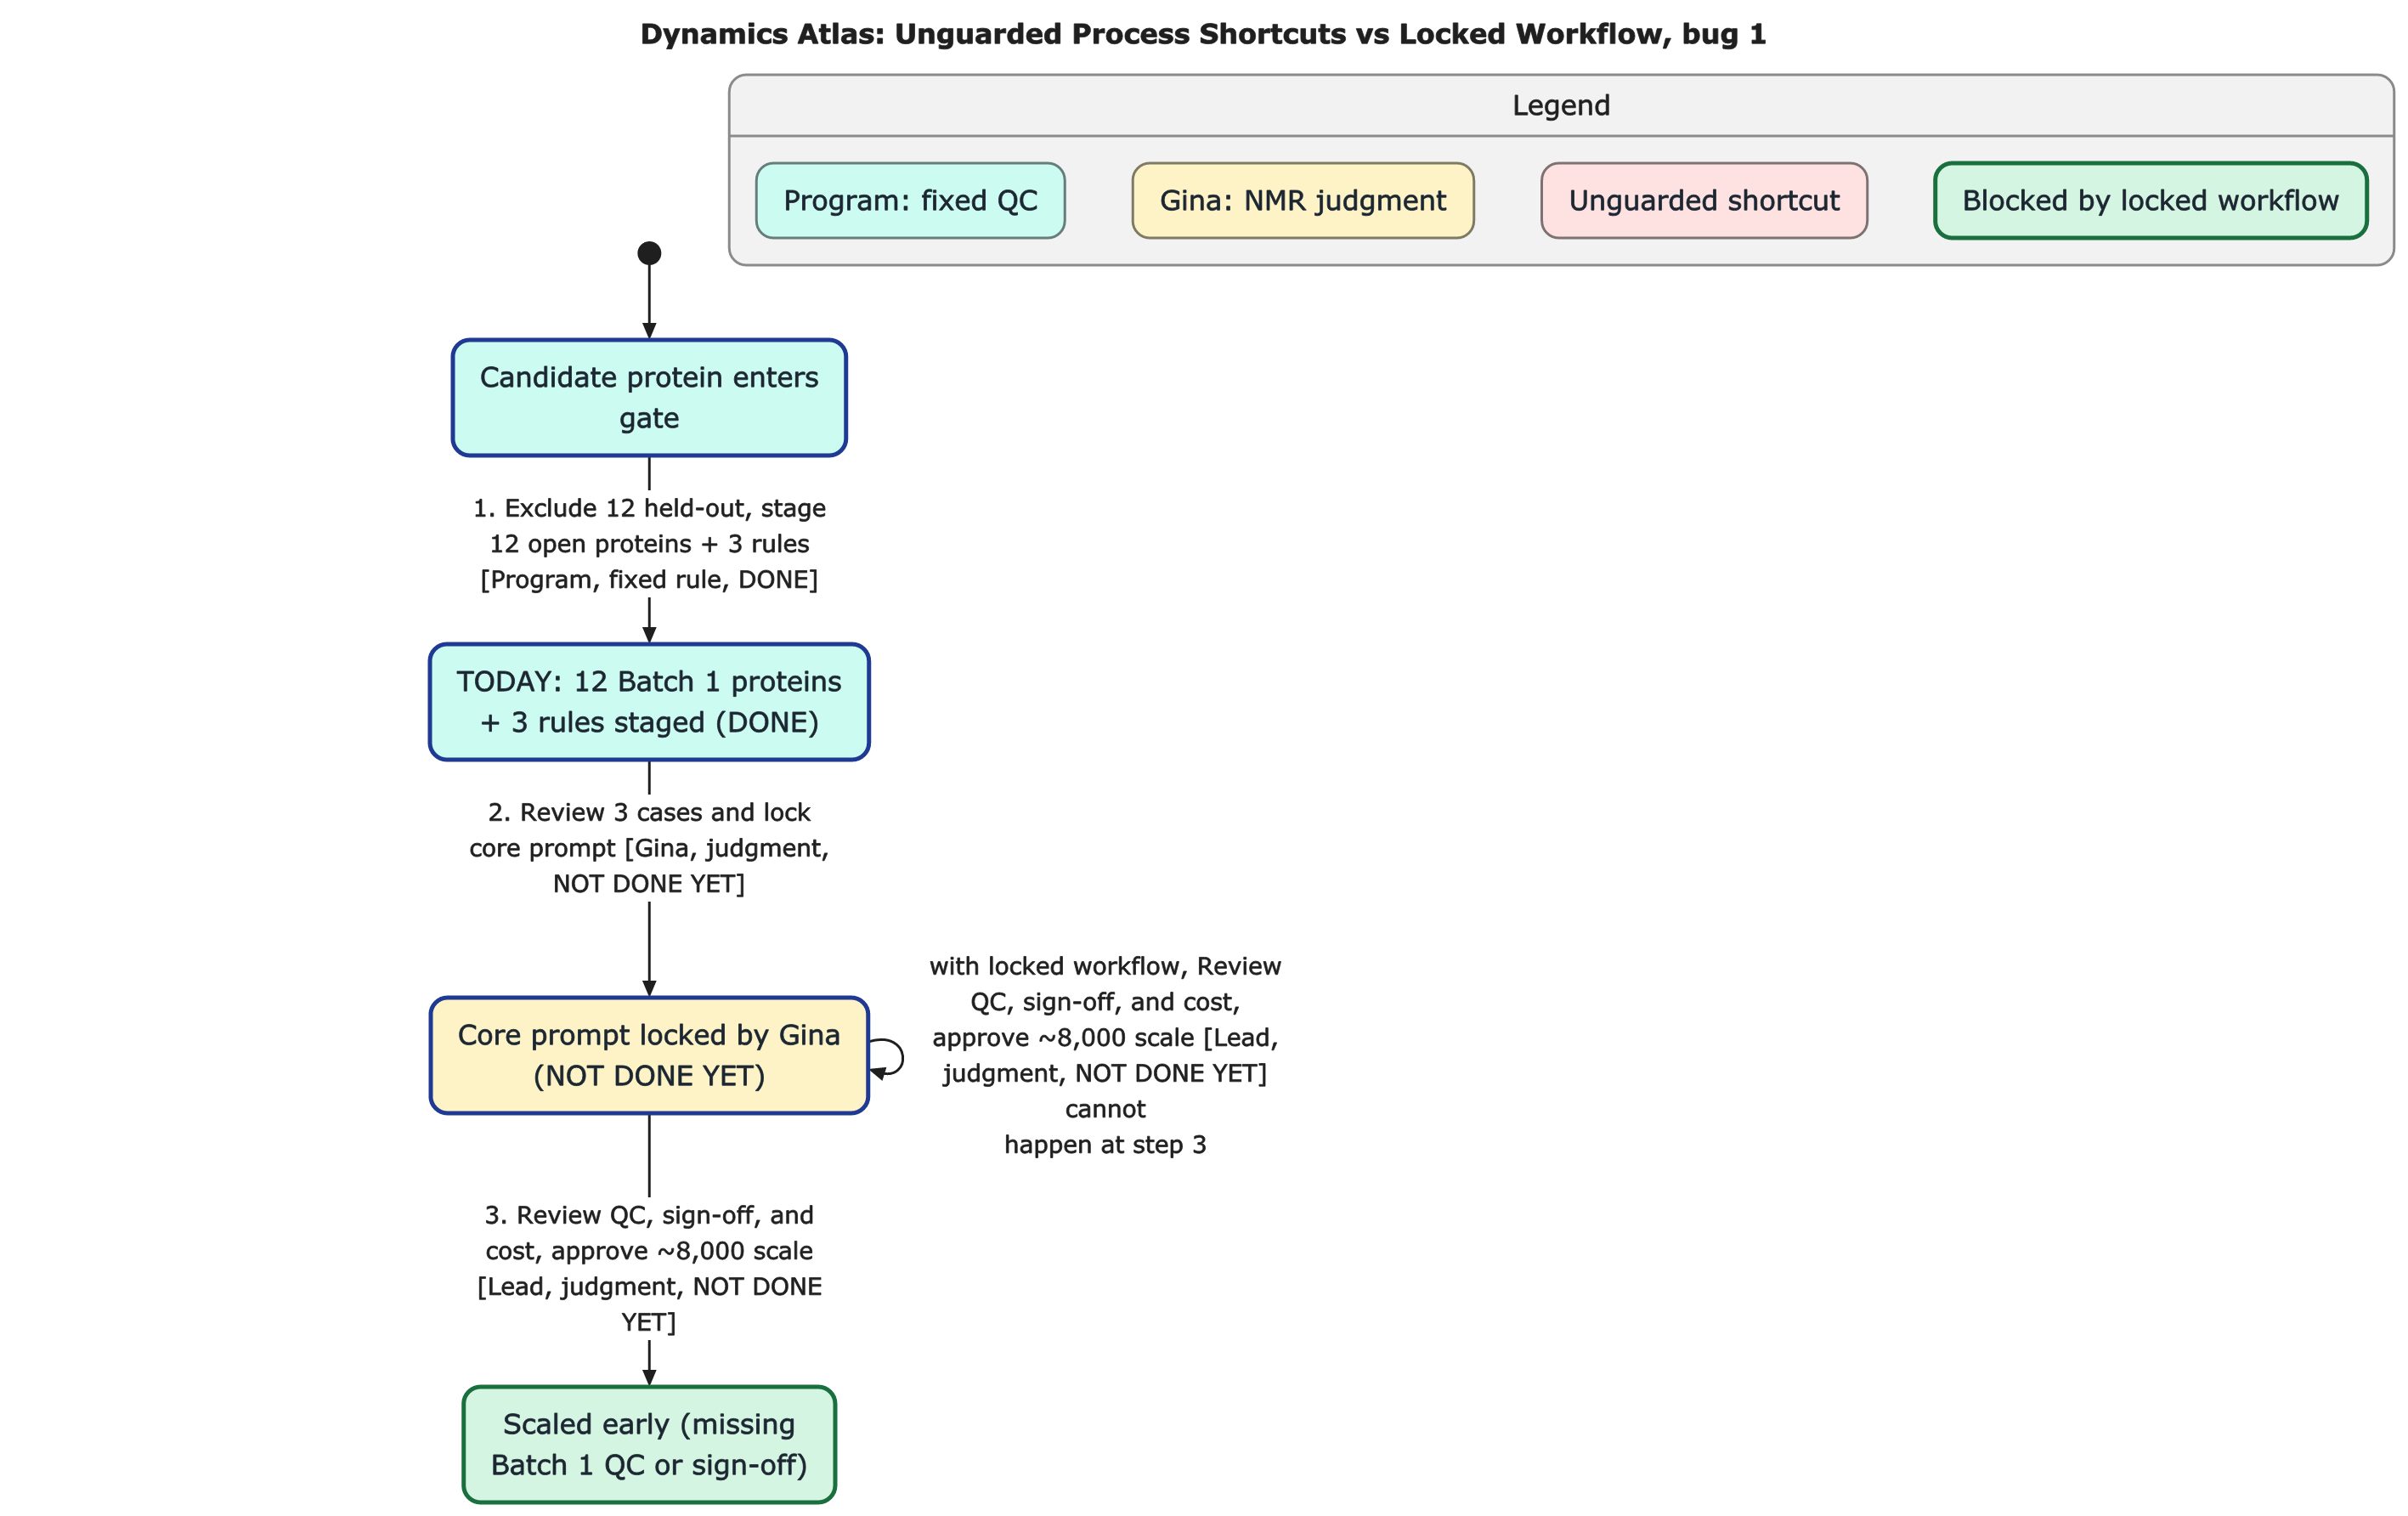 Dynamics Atlas: Unguarded Process Shortcuts vs Locked Workflow, bug 1
Legend
Program: fixed QC
Gina: NMR judgment
Unguarded shortcut
Blocked by locked workflow
Candidate protein enters
gate
1. Exclude 12 held-out, stage
12 open proteins + 3 rules
[Program, fixed rule, DONE]
TODAY: 12 Batch 1 proteins
+ 3 rules staged (DONE)
2. Review 3 cases and lock
core prompt [Gina, judgment,
NOT DONE YET]
Core prompt locked by Gina
(NOT DONE YET)
with locked workflow, Review
QC, sign-off, and cost,
approve ~8,000 scale [Lead,
judgment, NOT DONE YET]
cannot
happen at step 3
3. Review QC, sign-off, and
cost, approve ~8,000 scale
[Lead, judgment, NOT DONE
YET]
Scaled early (missing
Batch 1 QC or sign-off)